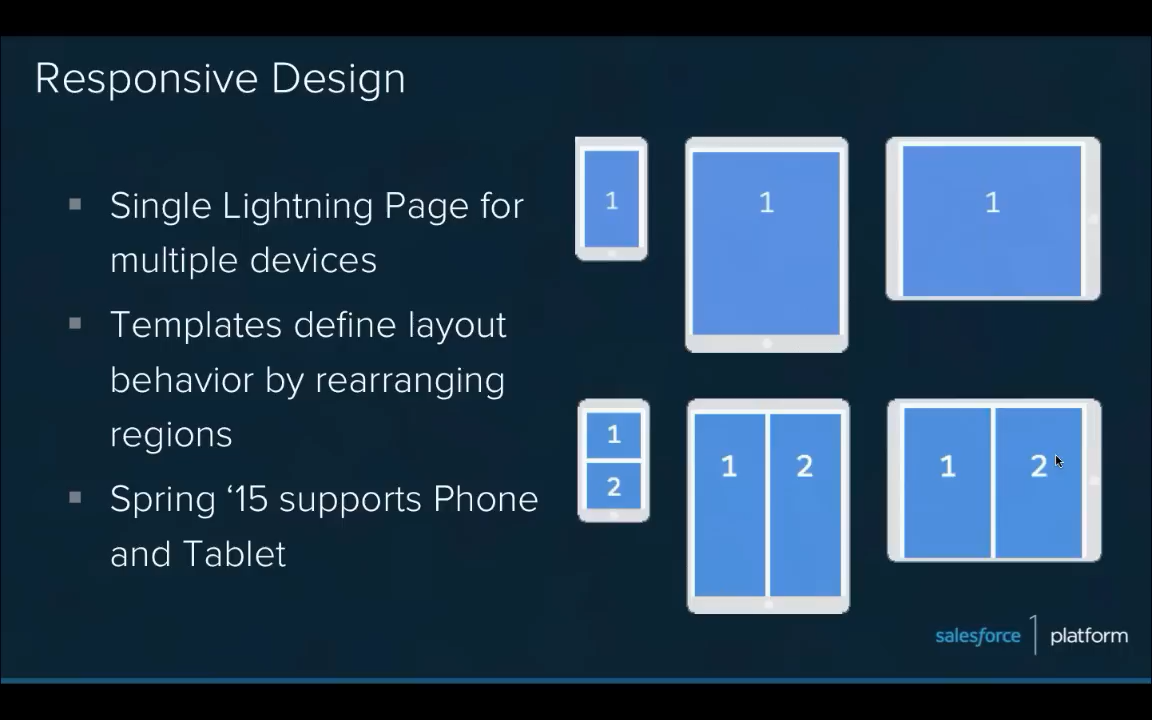 Responsive Design
Single Lightning Page for
multiple devices
Templates define layout
behavior by rearranging
regions
Spring ‘15 supports Phone
and Tablet
1
1
1
1
2
1 2
1 2
salesforce1 platform